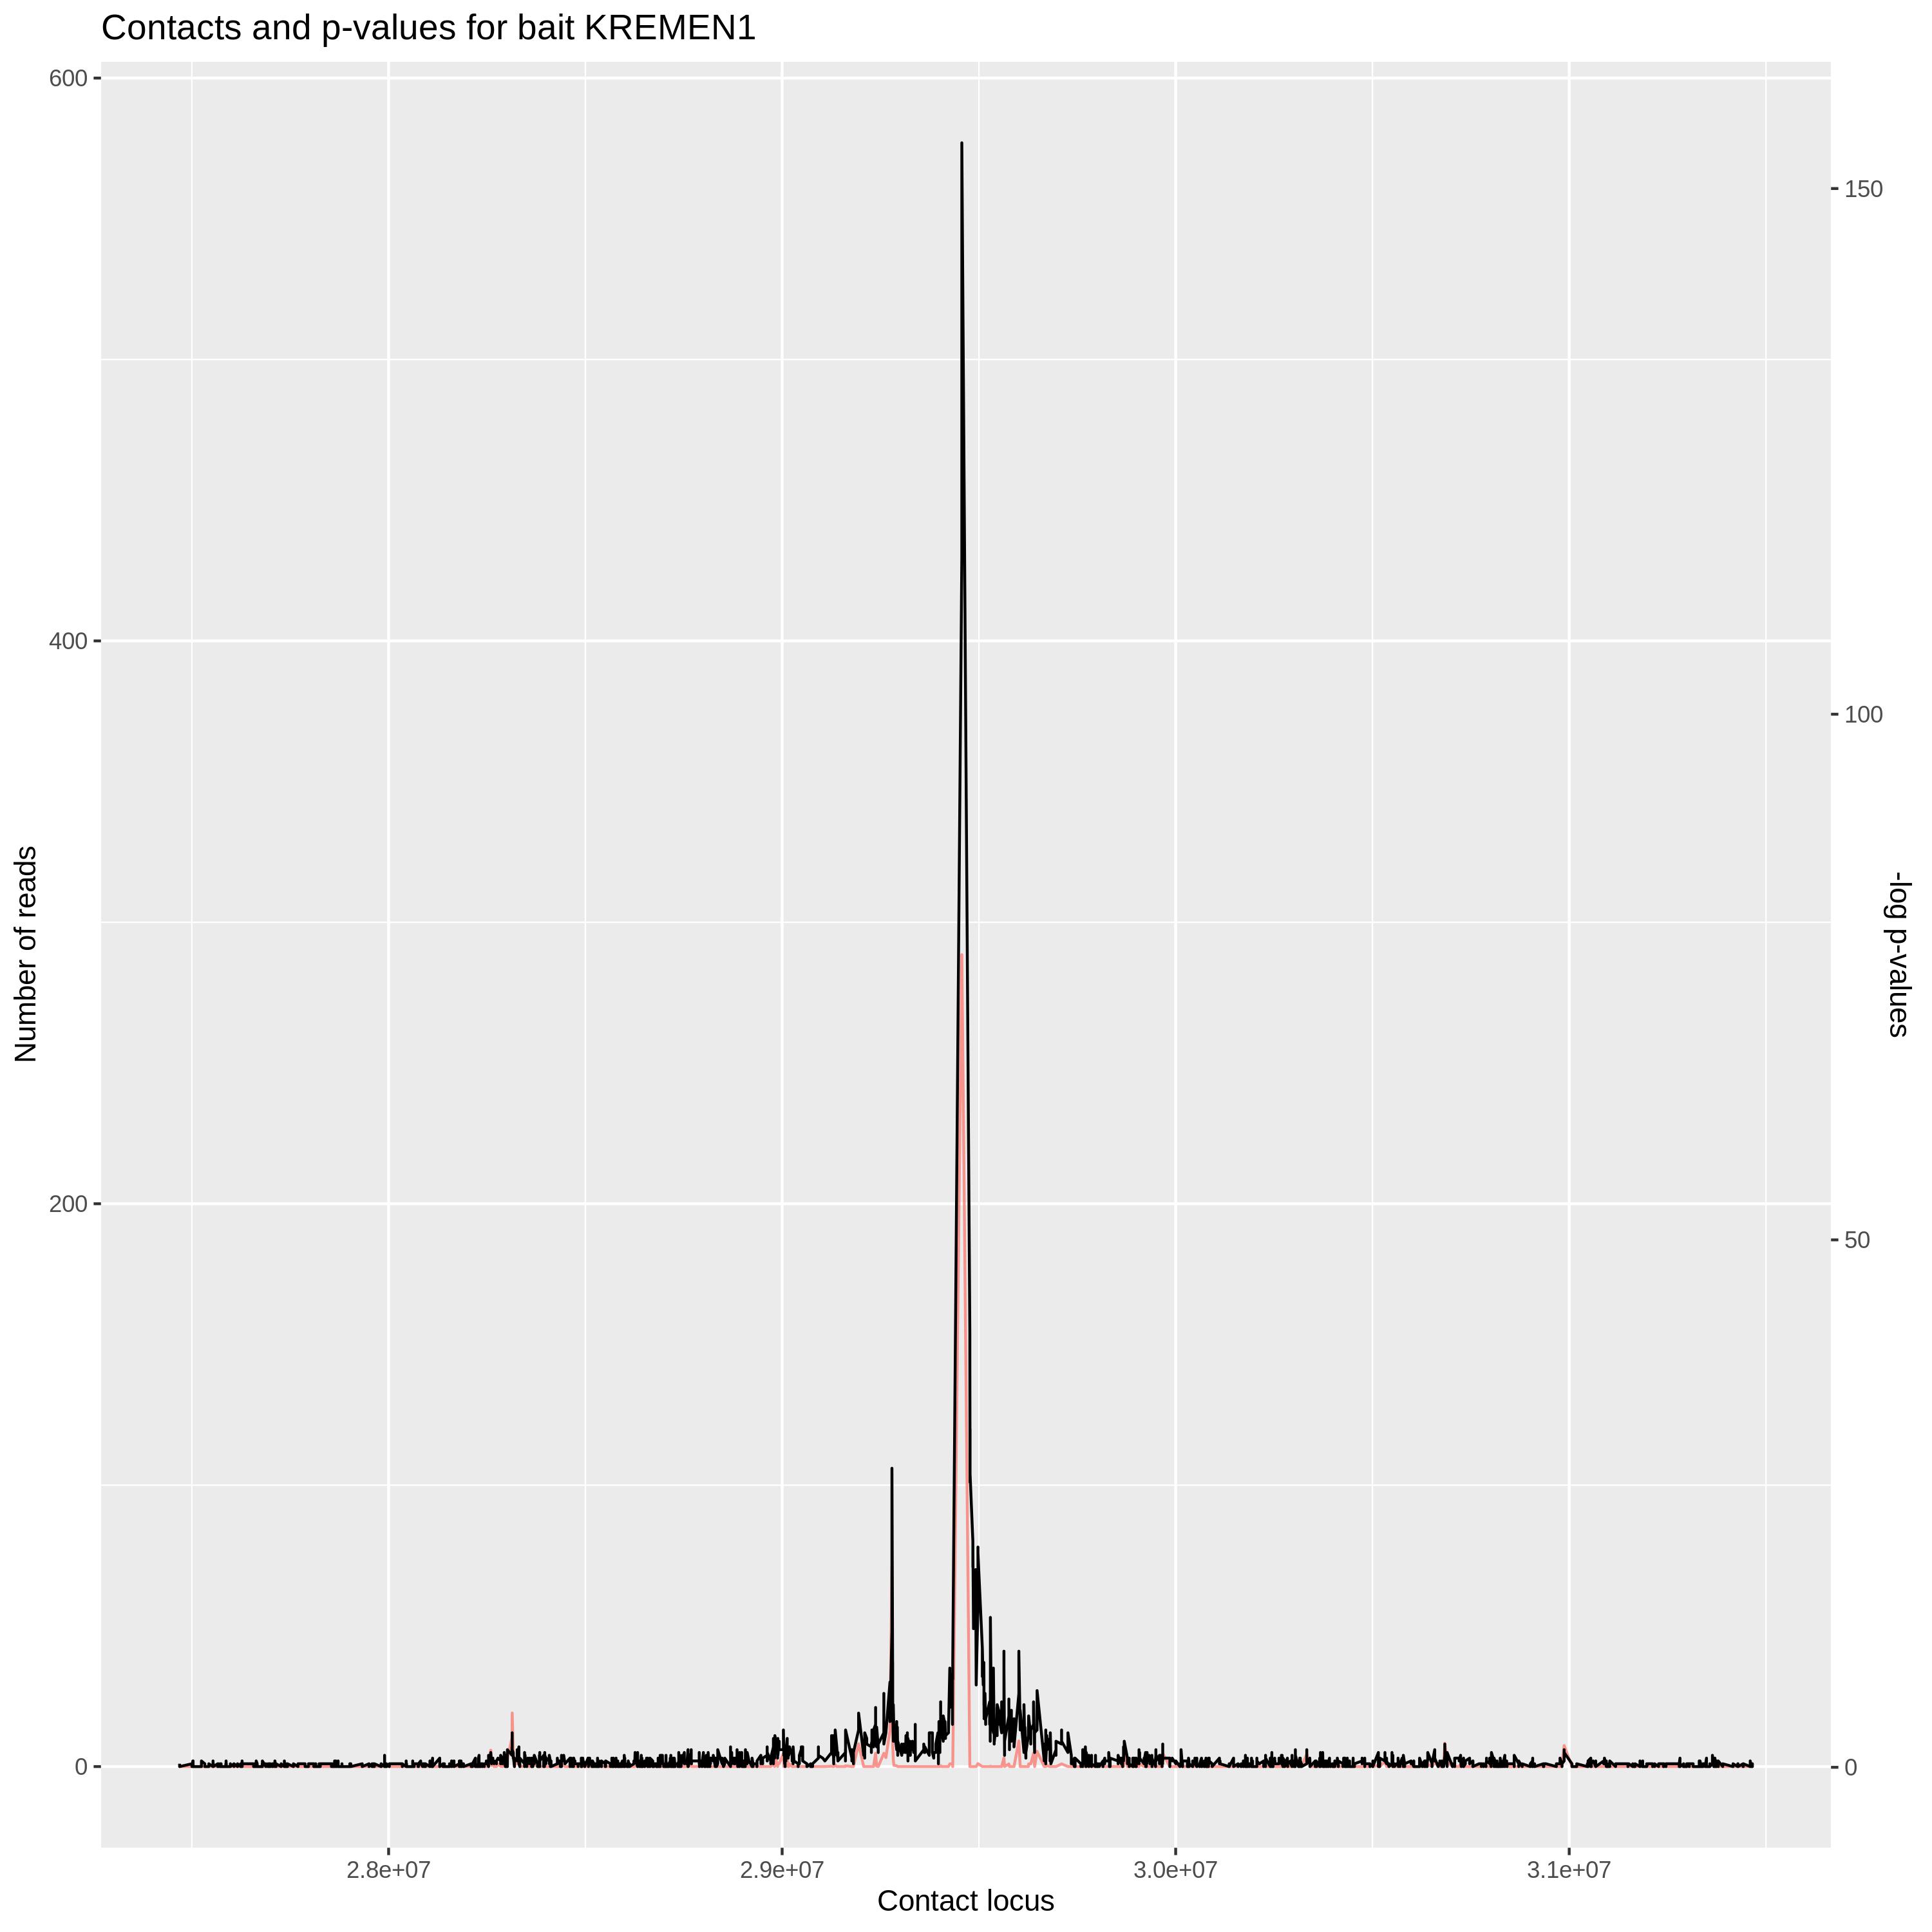 Contacts and p-values for bait KREMEN1
600
400
200
0
Number of reads
150
100
50
0
-log p-values
2.8e+07
2.9e+07
3.0e+07
3.1e+07
Contact locus